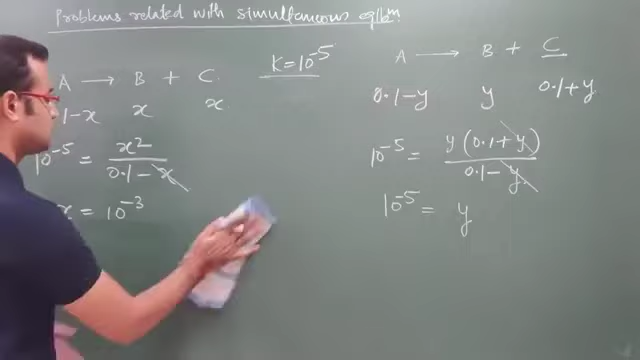 Problems related with simultaneous eqlbm
K = 10⁻⁵
A → B + C
1-x x x
10⁻⁵ = x² / 0.1-x
x = 10⁻³
A → B + C
0.1-y y 0.1+y
10⁻⁵ = y(0.1+y) / 0.1-y
10⁻⁵ = y